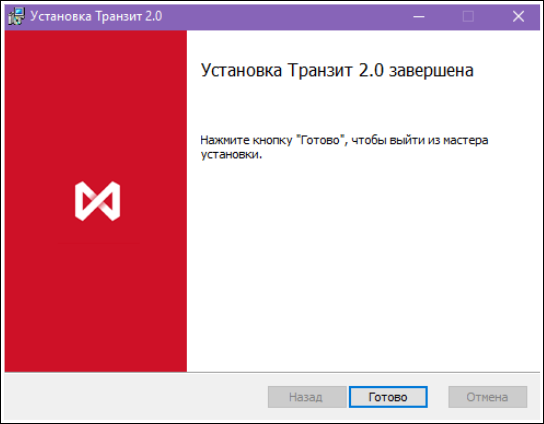 Установка Транзит 2.0
Установка Транзит 2.0 завершена
Нажмите кнопку "Готово", чтобы выйти из мастера
установки.
Назад
Готово
Отмена